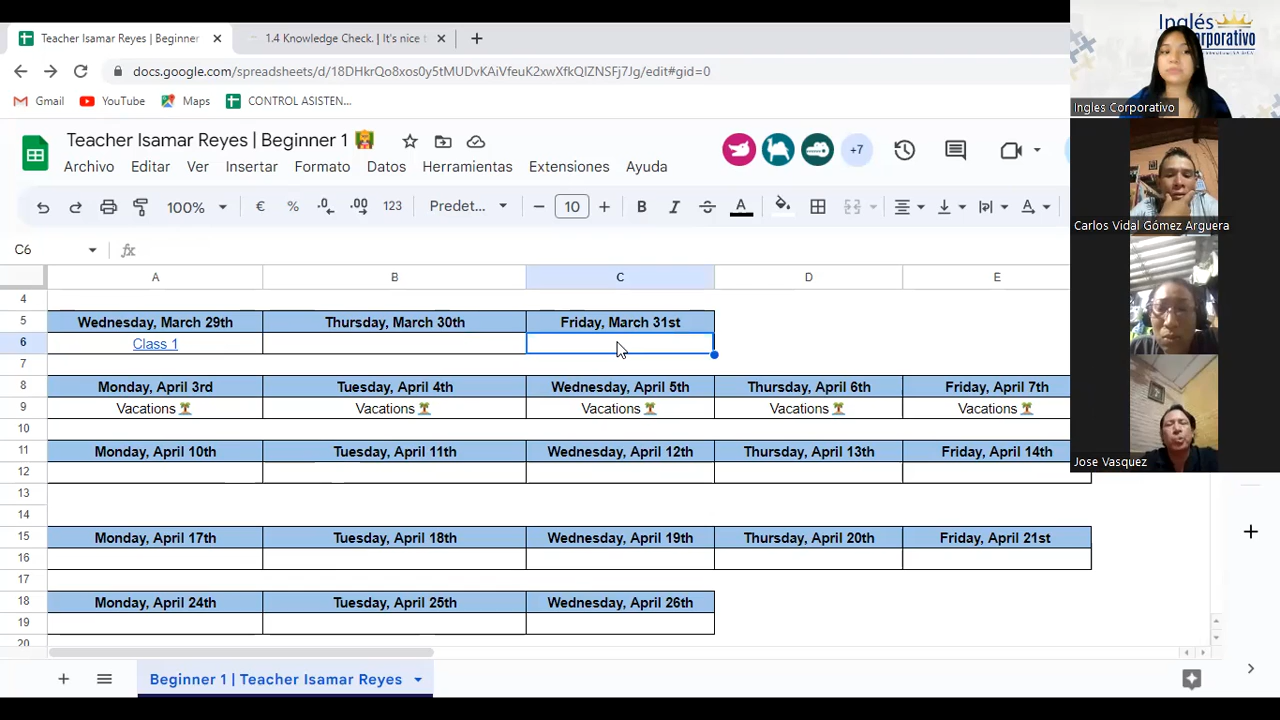 Teacher Isamar Reyes | Beginner
1.4 Knowledge Check. | It's nice t
docs.google.com/spreadsheets/d/18DHkrQo8xos0y5tMUDtvKAiVfeuK2xwXfkQIZNSFj7Jg/edit#gid=0
Gmail YouTube Maps CONTROL ASISTEN...
Teacher Isamar Reyes | Beginner 1
+7
Archivo Editar Ver Insertar Formato Datos Herramientas Extensiones Ayuda
100% € % .0 .00 123 Predet... 10 B I S A A
C6 fx
A B C D E
4
5 Wednesday, March 29th Thursday, March 30th Friday, March 31st
6 Class 1
7
8 Monday, April 3rd Tuesday, April 4th Wednesday, April 5th Thursday, April 6th Friday, April 7th
9 Vacations Vacations Vacations Vacations Vacations
10
11 Monday, April 10th Tuesday, April 11th Wednesday, April 12th Thursday, April 13th Friday, April 14th
12
13
14
15 Monday, April 17th Tuesday, April 18th Wednesday, April 19th Thursday, April 20th Friday, April 21st
16
17
18 Monday, April 24th Tuesday, April 25th Wednesday, April 26th
19
20
Beginner 1 | Teacher Isamar Reyes
Inglés
Corporativo
Ingles Corporativo
Carlos Vidal Gómez Arguera
Jose Vasquez